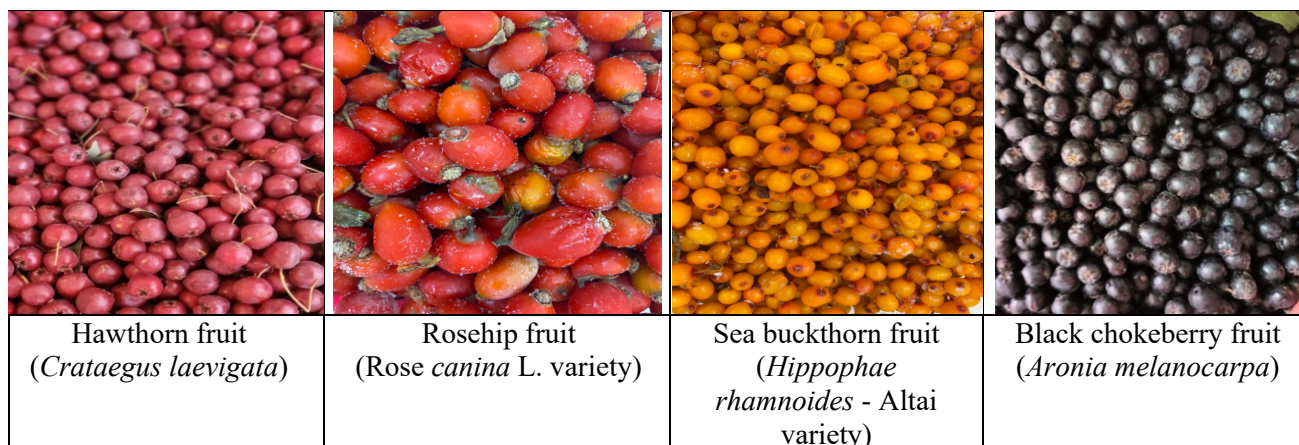 Hawthorn fruit
(Crataegus laevigata)
Rosehip fruit
(Rose canina L. variety)
Sea buckthorn fruit
(Hippophae
rhamnoides - Altai
variety)
Black chokeberry fruit
(Aronia melanocarpa)